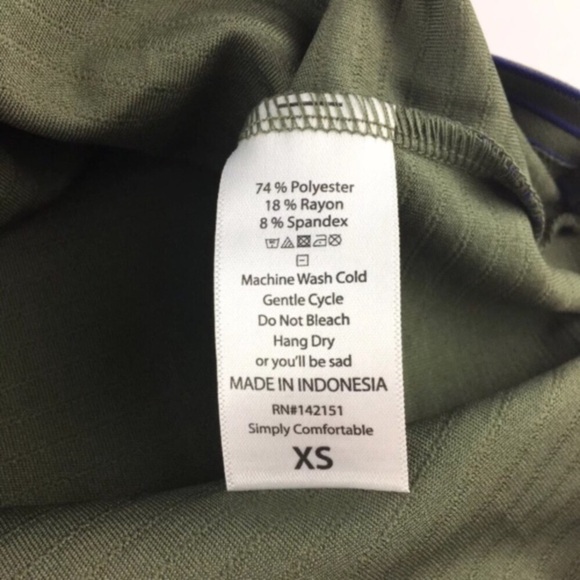 74 % Polyester
18 % Rayon
8 % Spandex
Machine Wash Cold
Gentle Cycle
Do Not Bleach
Hang Dry
or you'll be sad
MADE IN INDONESIA
RN#142151
Simply Comfortable
XS